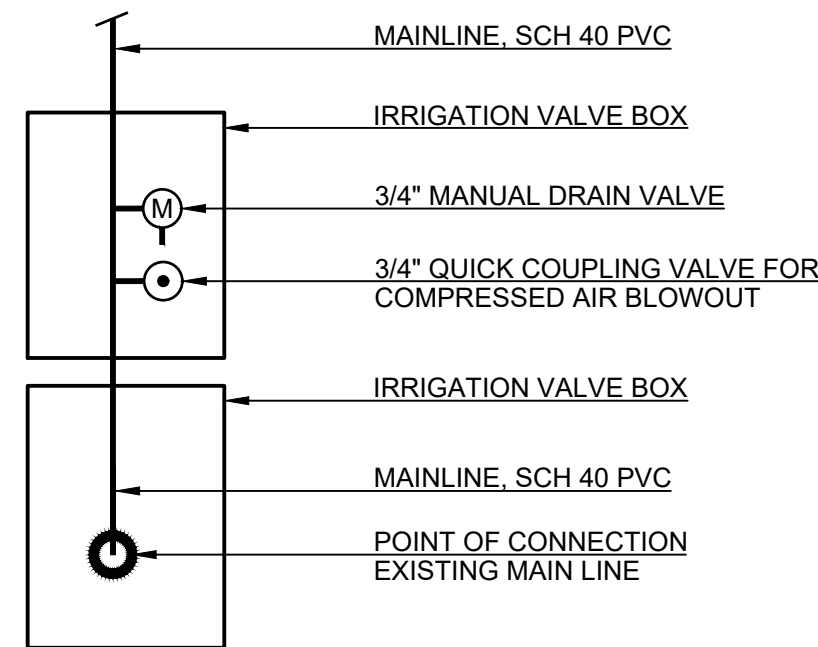 MAINLINE, SCH 40 PVC
IRRIGATION VALVE BOX
3/4" MANUAL DRAIN VALVE
M
3/4" QUICK COUPLING VALVE FOR
COMPRESSED AIR BLOWOUT
IRRIGATION VALVE BOX
MAINLINE, SCH 40 PVC
POINT OF CONNECTION
EXISTING MAIN LINE